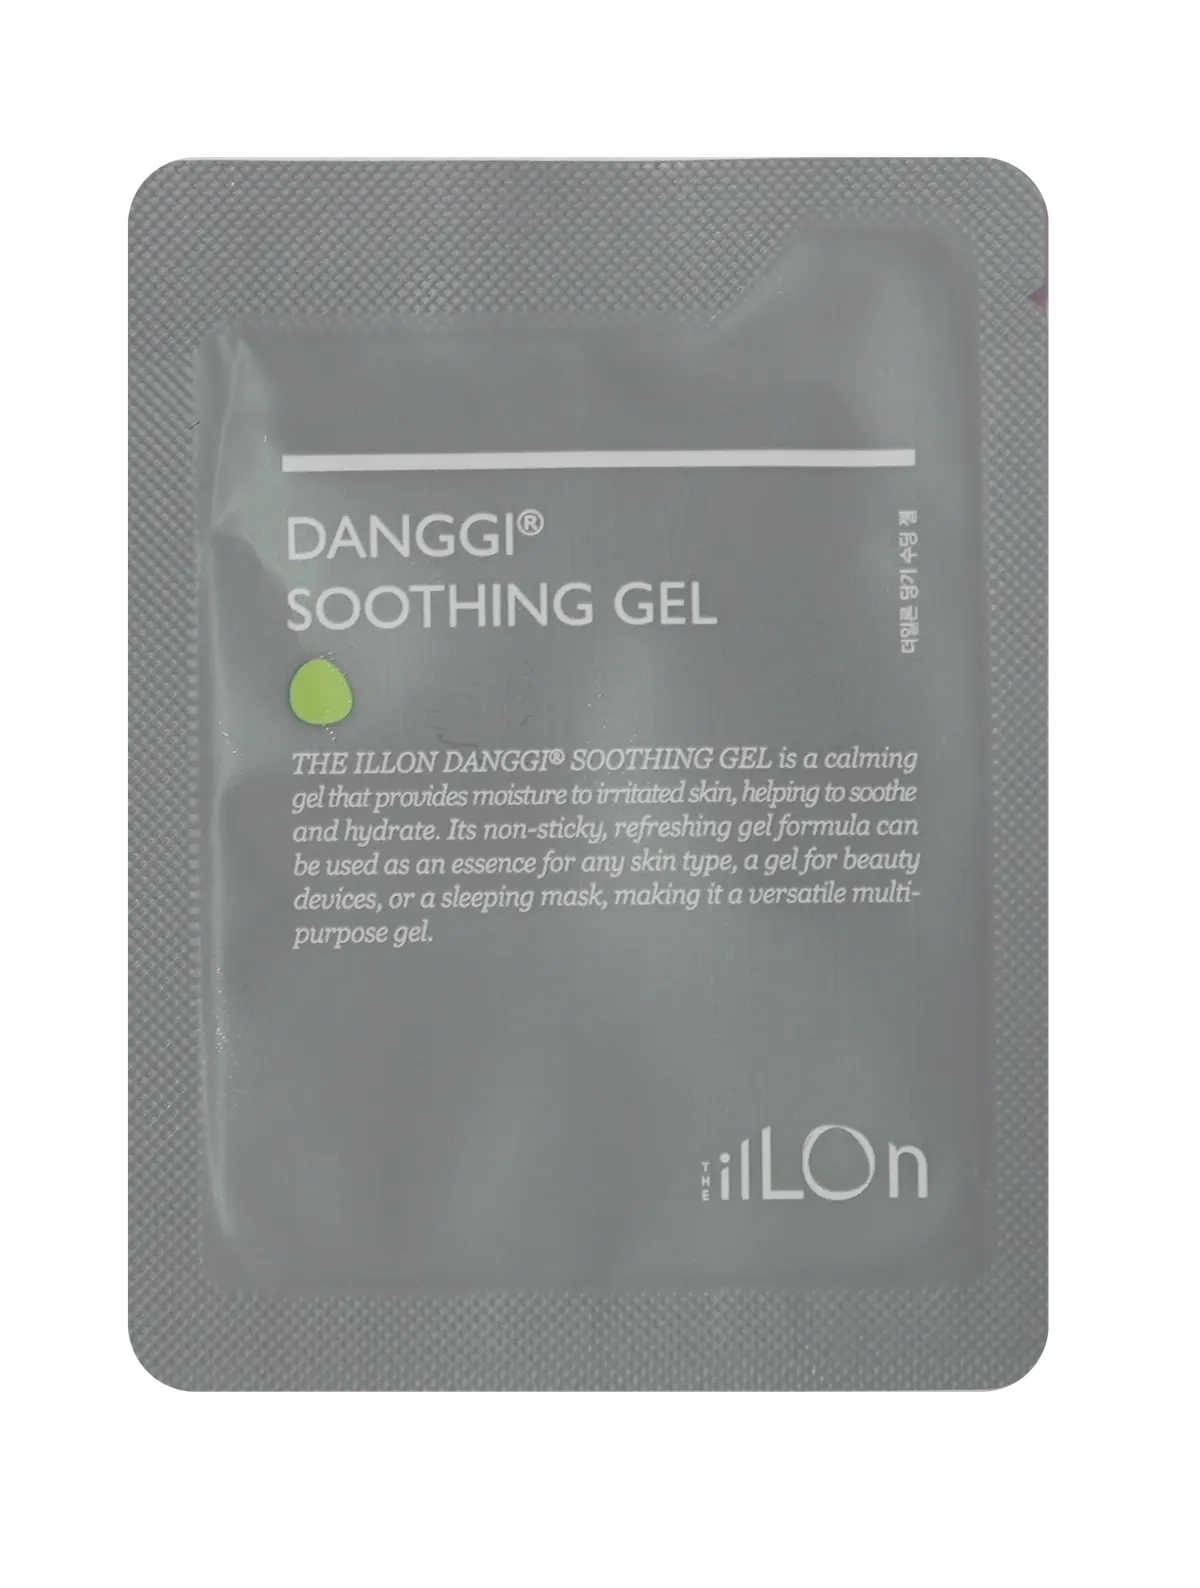 DANGGI®
SOOTHING GEL
더일론 당기 수딩 젤
THE ILLON DANGGI® SOOTHING GEL is a calming
gel that provides moisture to irritated skin, helping to soothe
and hydrate. Its non-sticky, refreshing gel formula can
be used as an essence for any skin type, a gel for beauty
devices, or a sleeping mask, making it a versatile multi-
purpose gel.
THE ilLOn